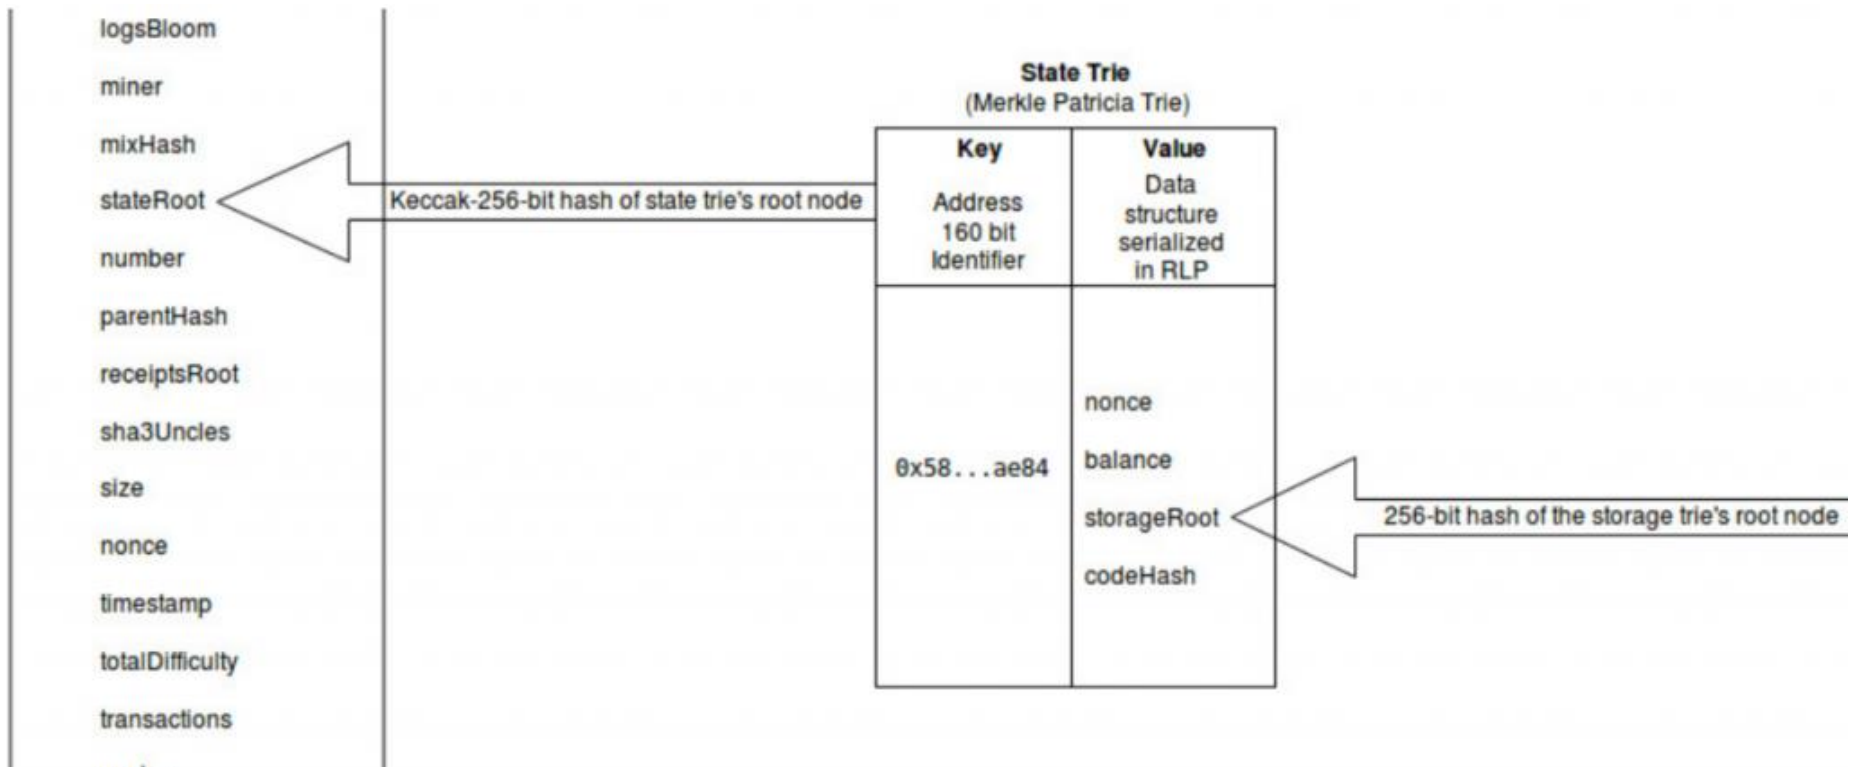 logsBloom
miner
mixHash
stateRoot
number
parentHash
receiptsRoot
sha3Uncles
size
nonce
timestamp
totalDifficulty
transactions
Keccak-256-bit hash of state trie's root node
State Trie
(Merkle Patricia Trie)
Key
Address
160 bit
Identifier
Value
Data
structure
serialized
in RLP
0x58...ae84
nonce
balance
storageRoot
codeHash
256-bit hash of the storage trie's root node